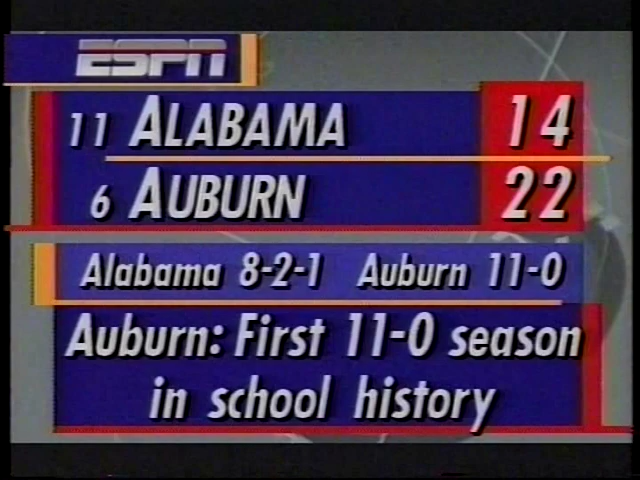 ESPN
11 ALABAMA 14
6 AUBURN 22
Alabama 8-2-1 Auburn 11-0
Auburn: First 11-0 season
in school history